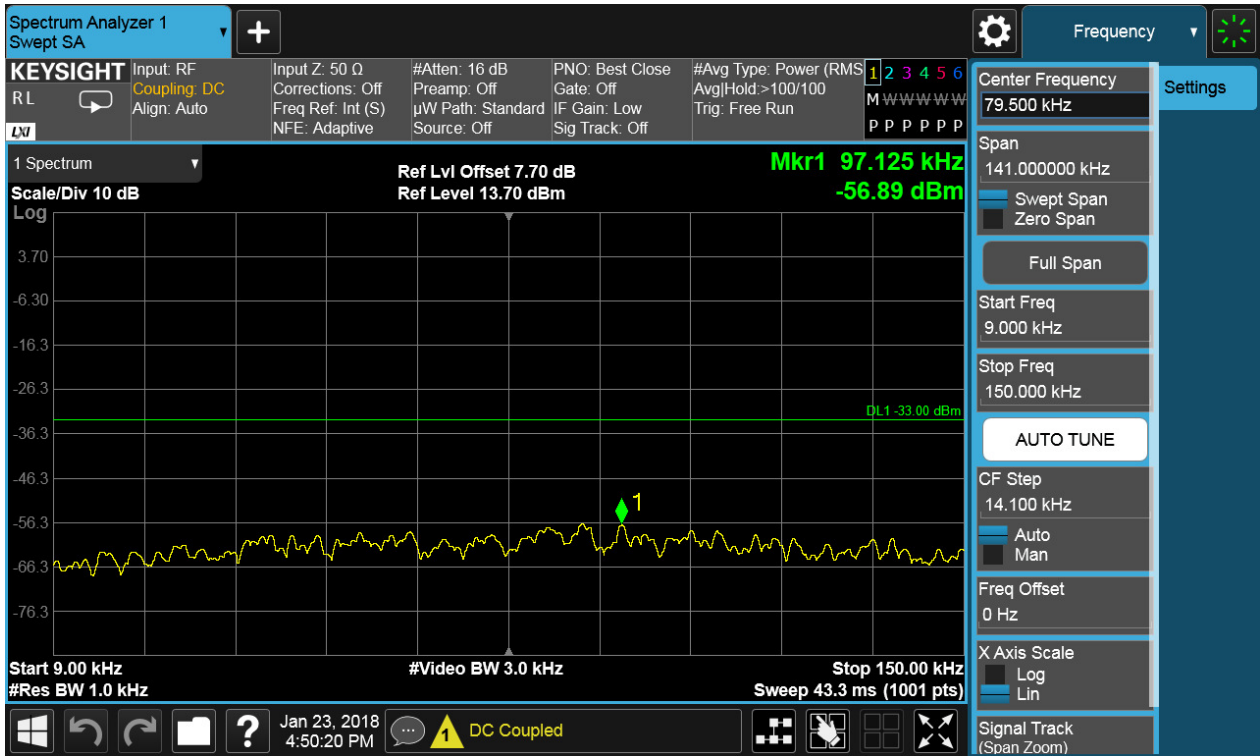 Spectrum Analyzer 1
Swept SA
+
Frequency
KEYSIGHT
RL
LXI
Input: RF
Coupling: DC
Align: Auto
Input Z: 50 Ω
Corrections: Off
Freq Ref: Int (S)
NFE: Adaptive
#Atten: 16 dB
Preamp: Off
µW Path: Standard
Source: Off
PNO: Best Close
Gate: Off
IF Gain: Low
Sig Track: Off
#Avg Type: Power (RMS
Avg|Hold:>100/100
Trig: Free Run
1 2 3 4 5 6
M W W W W W
P P P P P P
1 Spectrum
Scale/Div 10 dB
Log
Ref Lvl Offset 7.70 dB
Ref Level 13.70 dBm
Mkr1 97.125 kHz
-56.89 dBm
3.70
-6.30
-16.3
-26.3
DL1 -33.00 dBm
-36.3
-46.3
1
-56.3
-66.3
-76.3
Start 9.00 kHz
#Res BW 1.0 kHz
#Video BW 3.0 kHz
Stop 150.00 kHz
Sweep 43.3 ms (1001 pts)
Center Frequency
79.500 kHz
Settings
Span
141.000000 kHz
Swept Span
Zero Span
Full Span
Start Freq
9.000 kHz
Stop Freq
150.000 kHz
AUTO TUNE
CF Step
14.100 kHz
Auto
Man
Freq Offset
0 Hz
X Axis Scale
Log
Lin
Signal Track
(Span Zoom)
?
Jan 23, 2018
4:50:20 PM
1
DC Coupled